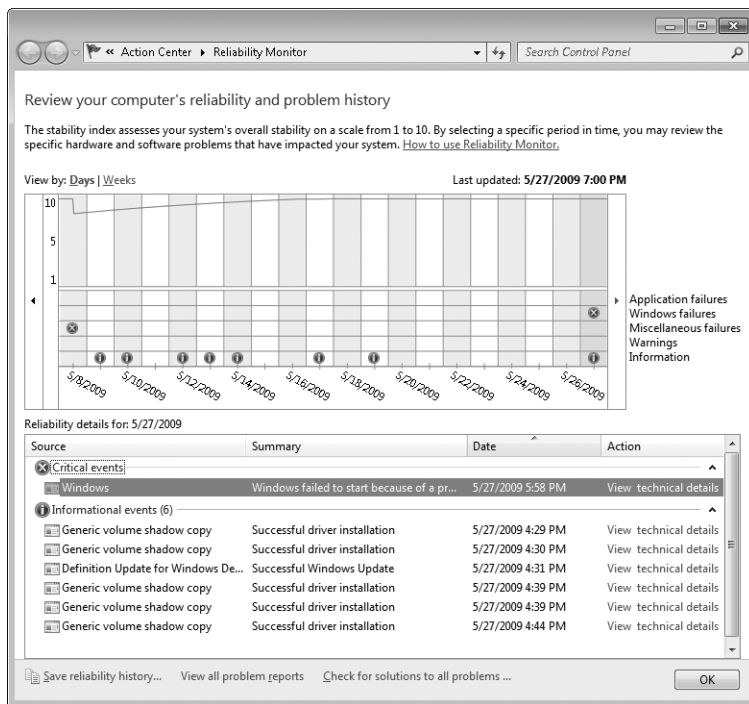 « Action Center ▸ Reliability Monitor
Search Control Panel
Review your computer's reliability and problem history
The stability index assesses your system's overall stability on a scale from 1 to 10. By selecting a specific period in time, you may review the
specific hardware and software problems that have impacted your system. How to use Reliability Monitor.
View by: Days | Weeks
Last updated: 5/27/2009 7:00 PM
10
5
1
Application failures
Windows failures
Miscellaneous failures
Warnings
Information
5/8/2009 5/10/2009 5/12/2009 5/14/2009 5/16/2009 5/18/2009 5/20/2009 5/22/2009 5/24/2009 5/26/2009
Reliability details for: 5/27/2009
Source Summary Date Action
Critical events
Windows Windows failed to start because of a pr... 5/27/2009 5:58 PM View technical details
Informational events (6)
Generic volume shadow copy Successful driver installation 5/27/2009 4:29 PM View technical details
Generic volume shadow copy Successful driver installation 5/27/2009 4:30 PM View technical details
Definition Update for Windows De... Successful Windows Update 5/27/2009 4:31 PM View technical details
Generic volume shadow copy Successful driver installation 5/27/2009 4:39 PM View technical details
Generic volume shadow copy Successful driver installation 5/27/2009 4:39 PM View technical details
Generic volume shadow copy Successful driver installation 5/27/2009 4:44 PM View technical details
Save reliability history... View all problem reports Check for solutions to all problems ...
OK